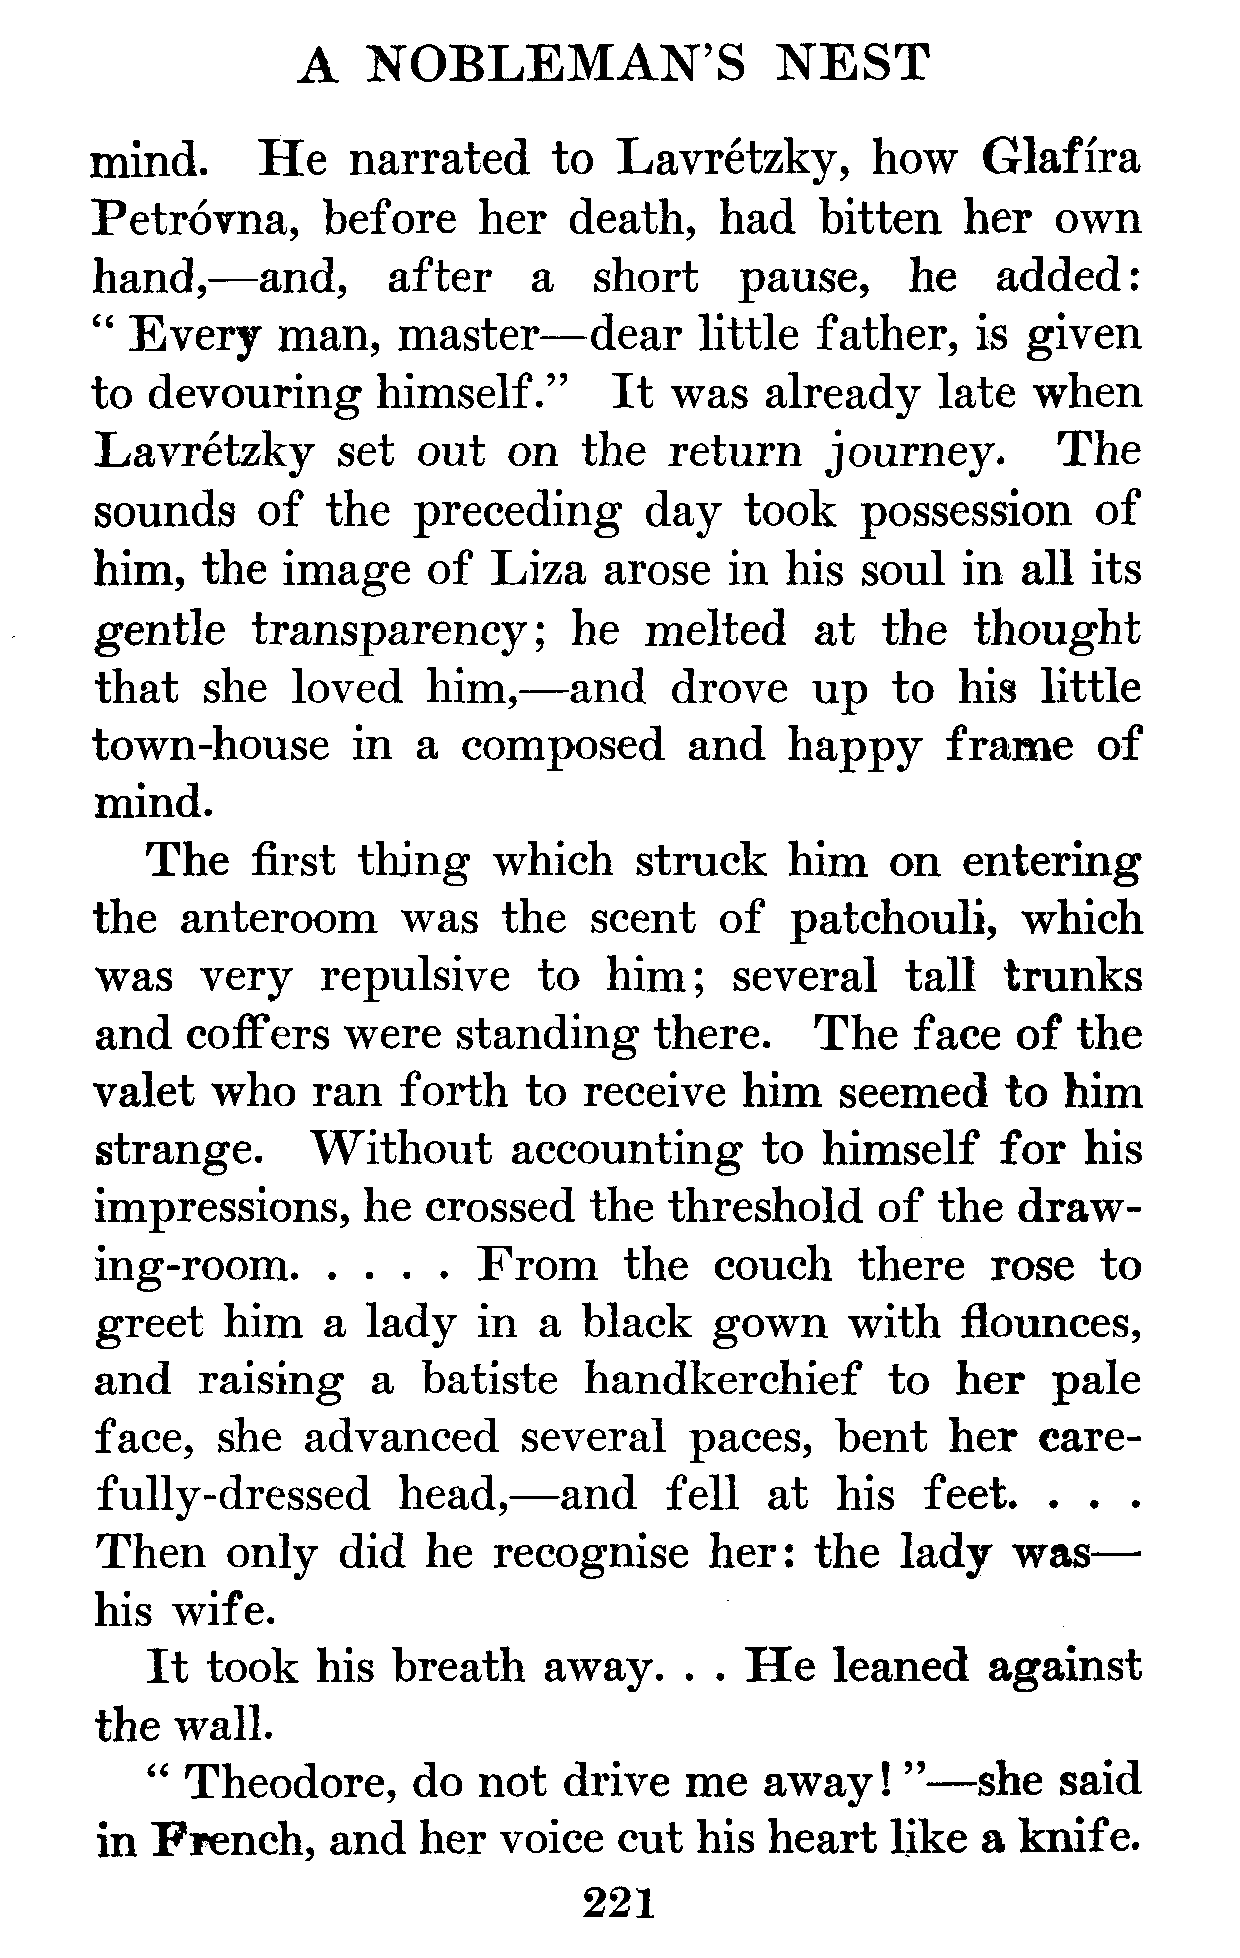 A NOBLEMAN'S NEST
mind. He narrated to Lavrétzky, how Glafíra
Petróvna, before her death, had bitten her own
hand,—and, after a short pause, he added:
“ Every man, master—dear little father, is given
to devouring himself.” It was already late when
Lavrétzky set out on the return journey. The
sounds of the preceding day took possession of
him, the image of Liza arose in his soul in all its
gentle transparency; he melted at the thought
that she loved him,—and drove up to his little
town-house in a composed and happy frame of
mind.
The first thing which struck him on entering
the anteroom was the scent of patchouli, which
was very repulsive to him; several tall trunks
and coffers were standing there. The face of the
valet who ran forth to receive him seemed to him
strange. Without accounting to himself for his
impressions, he crossed the threshold of the draw-
ing-room. . . . . From the couch there rose to
greet him a lady in a black gown with flounces,
and raising a batiste handkerchief to her pale
face, she advanced several paces, bent her care-
fully-dressed head,—and fell at his feet. . . .
Then only did he recognise her: the lady was—
his wife.
It took his breath away. . . He leaned against
the wall.
“ Theodore, do not drive me away! ”—she said
in French, and her voice cut his heart like a knife.
221